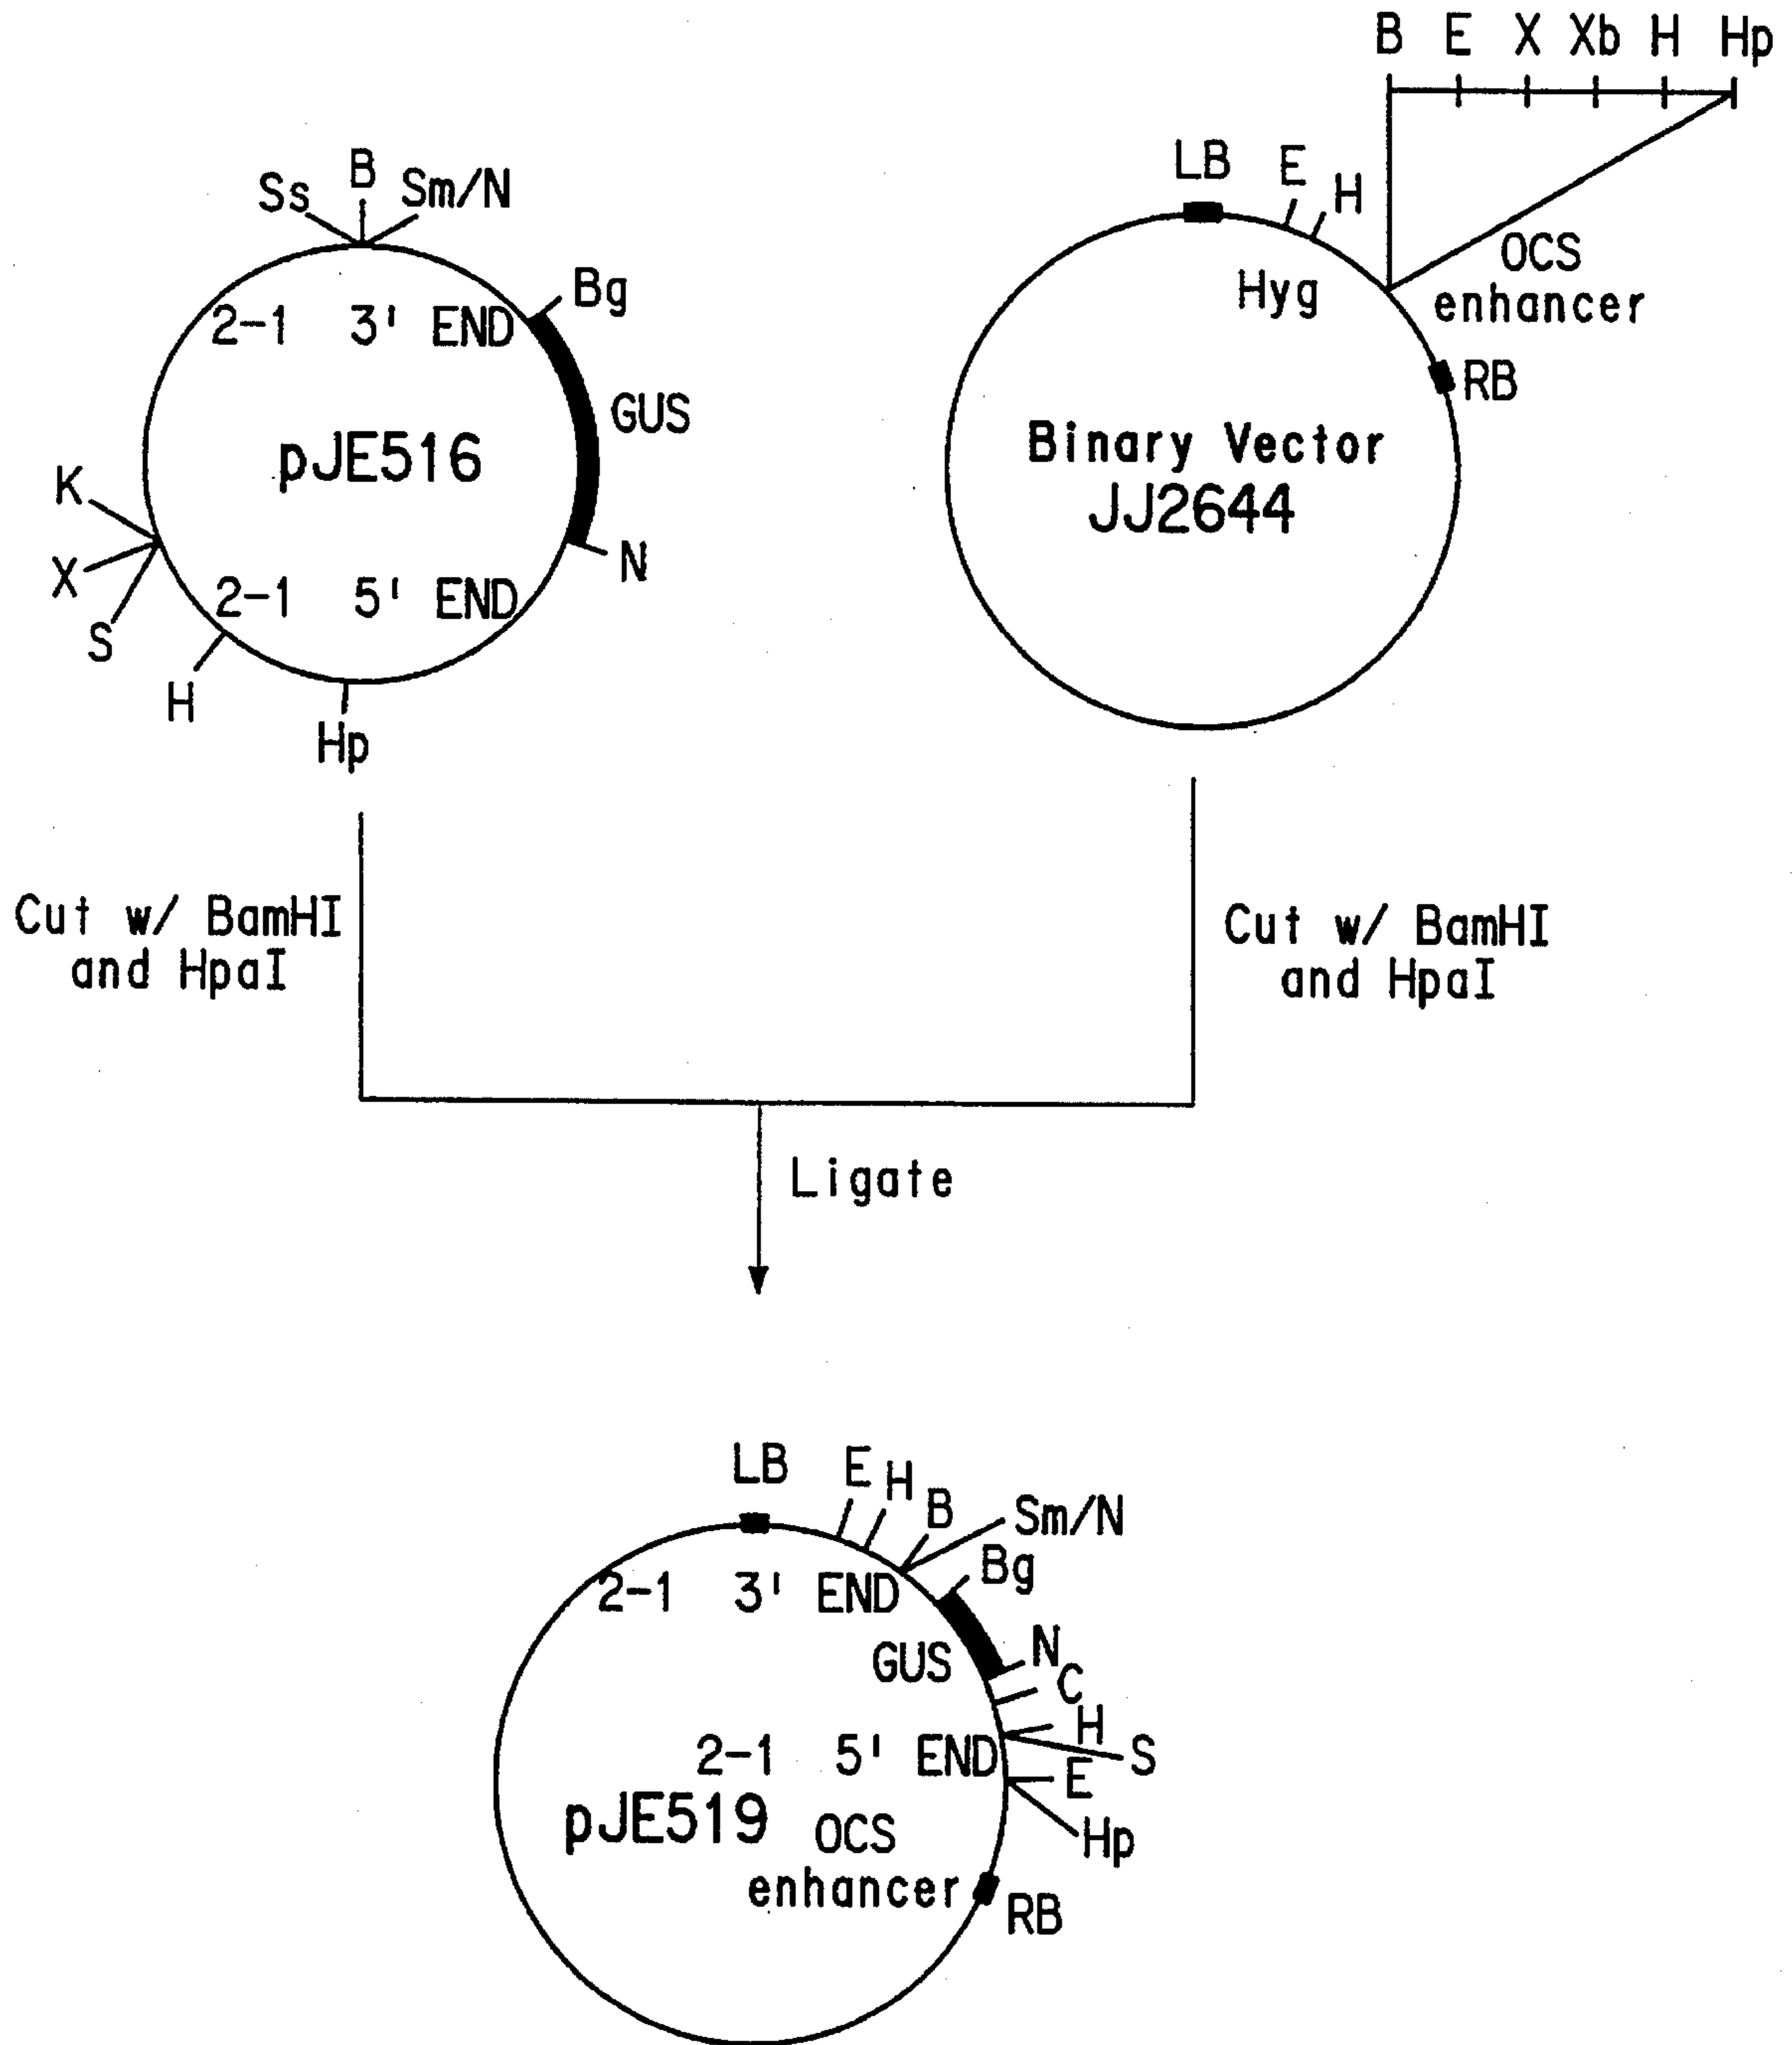 B E X Xb H Hp
Ss B Sm/N
LB E H
Bg
2-1 3' END
GUS
pJE516
K
X
S
N
2-1 5' END
H
Hp
Hyg
OCS
enhancer
RB
Binary Vector
JJ2644
Cut w/ BamHI
and HpaI
Cut w/ BamHI
and HpaI
Ligate
LB E H B Sm/N
Bg
2-1 3' END
GUS
N
C
H
S
2-1 5' END
E
pJE519
Hp
OCS
enhancer
RB